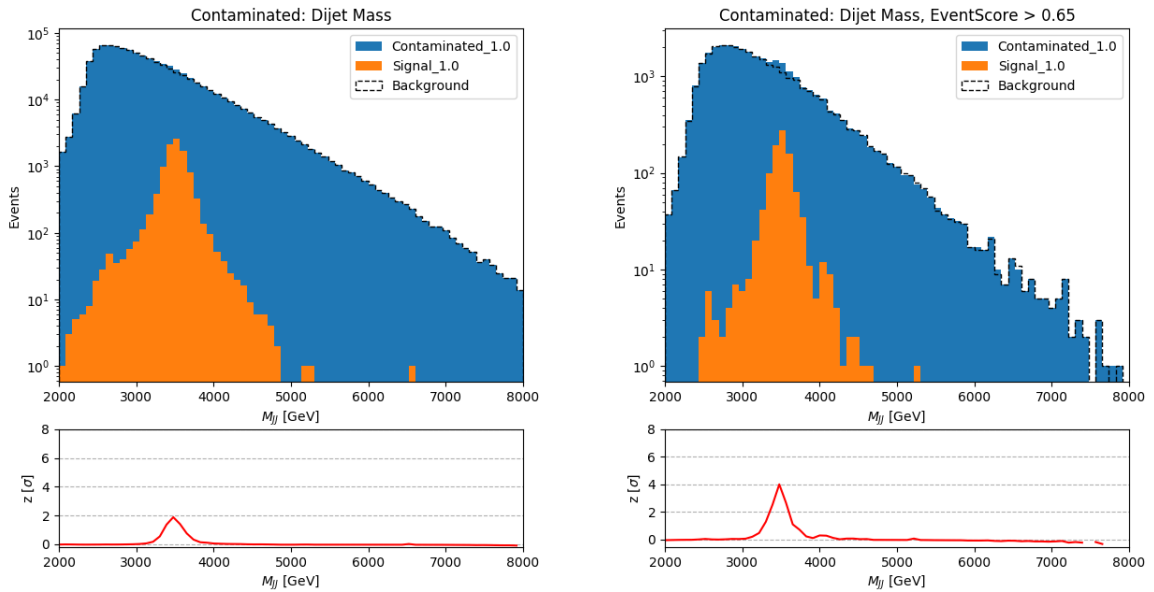 Contaminated: Dijet Mass
10^5
10^4
10^3
10^2
10^1
10^0
Events
Contaminated_1.0
Signal_1.0
Background
2000 3000 4000 5000 6000 7000 8000
M_JJ [GeV]
8
6
4
2
0
z [σ]
2000 3000 4000 5000 6000 7000 8000
M_JJ [GeV]
Contaminated: Dijet Mass, EventScore > 0.65
10^3
10^2
10^1
10^0
Events
Contaminated_1.0
Signal_1.0
Background
2000 3000 4000 5000 6000 7000 8000
M_JJ [GeV]
8
6
4
2
0
z [σ]
2000 3000 4000 5000 6000 7000 8000
M_JJ [GeV]